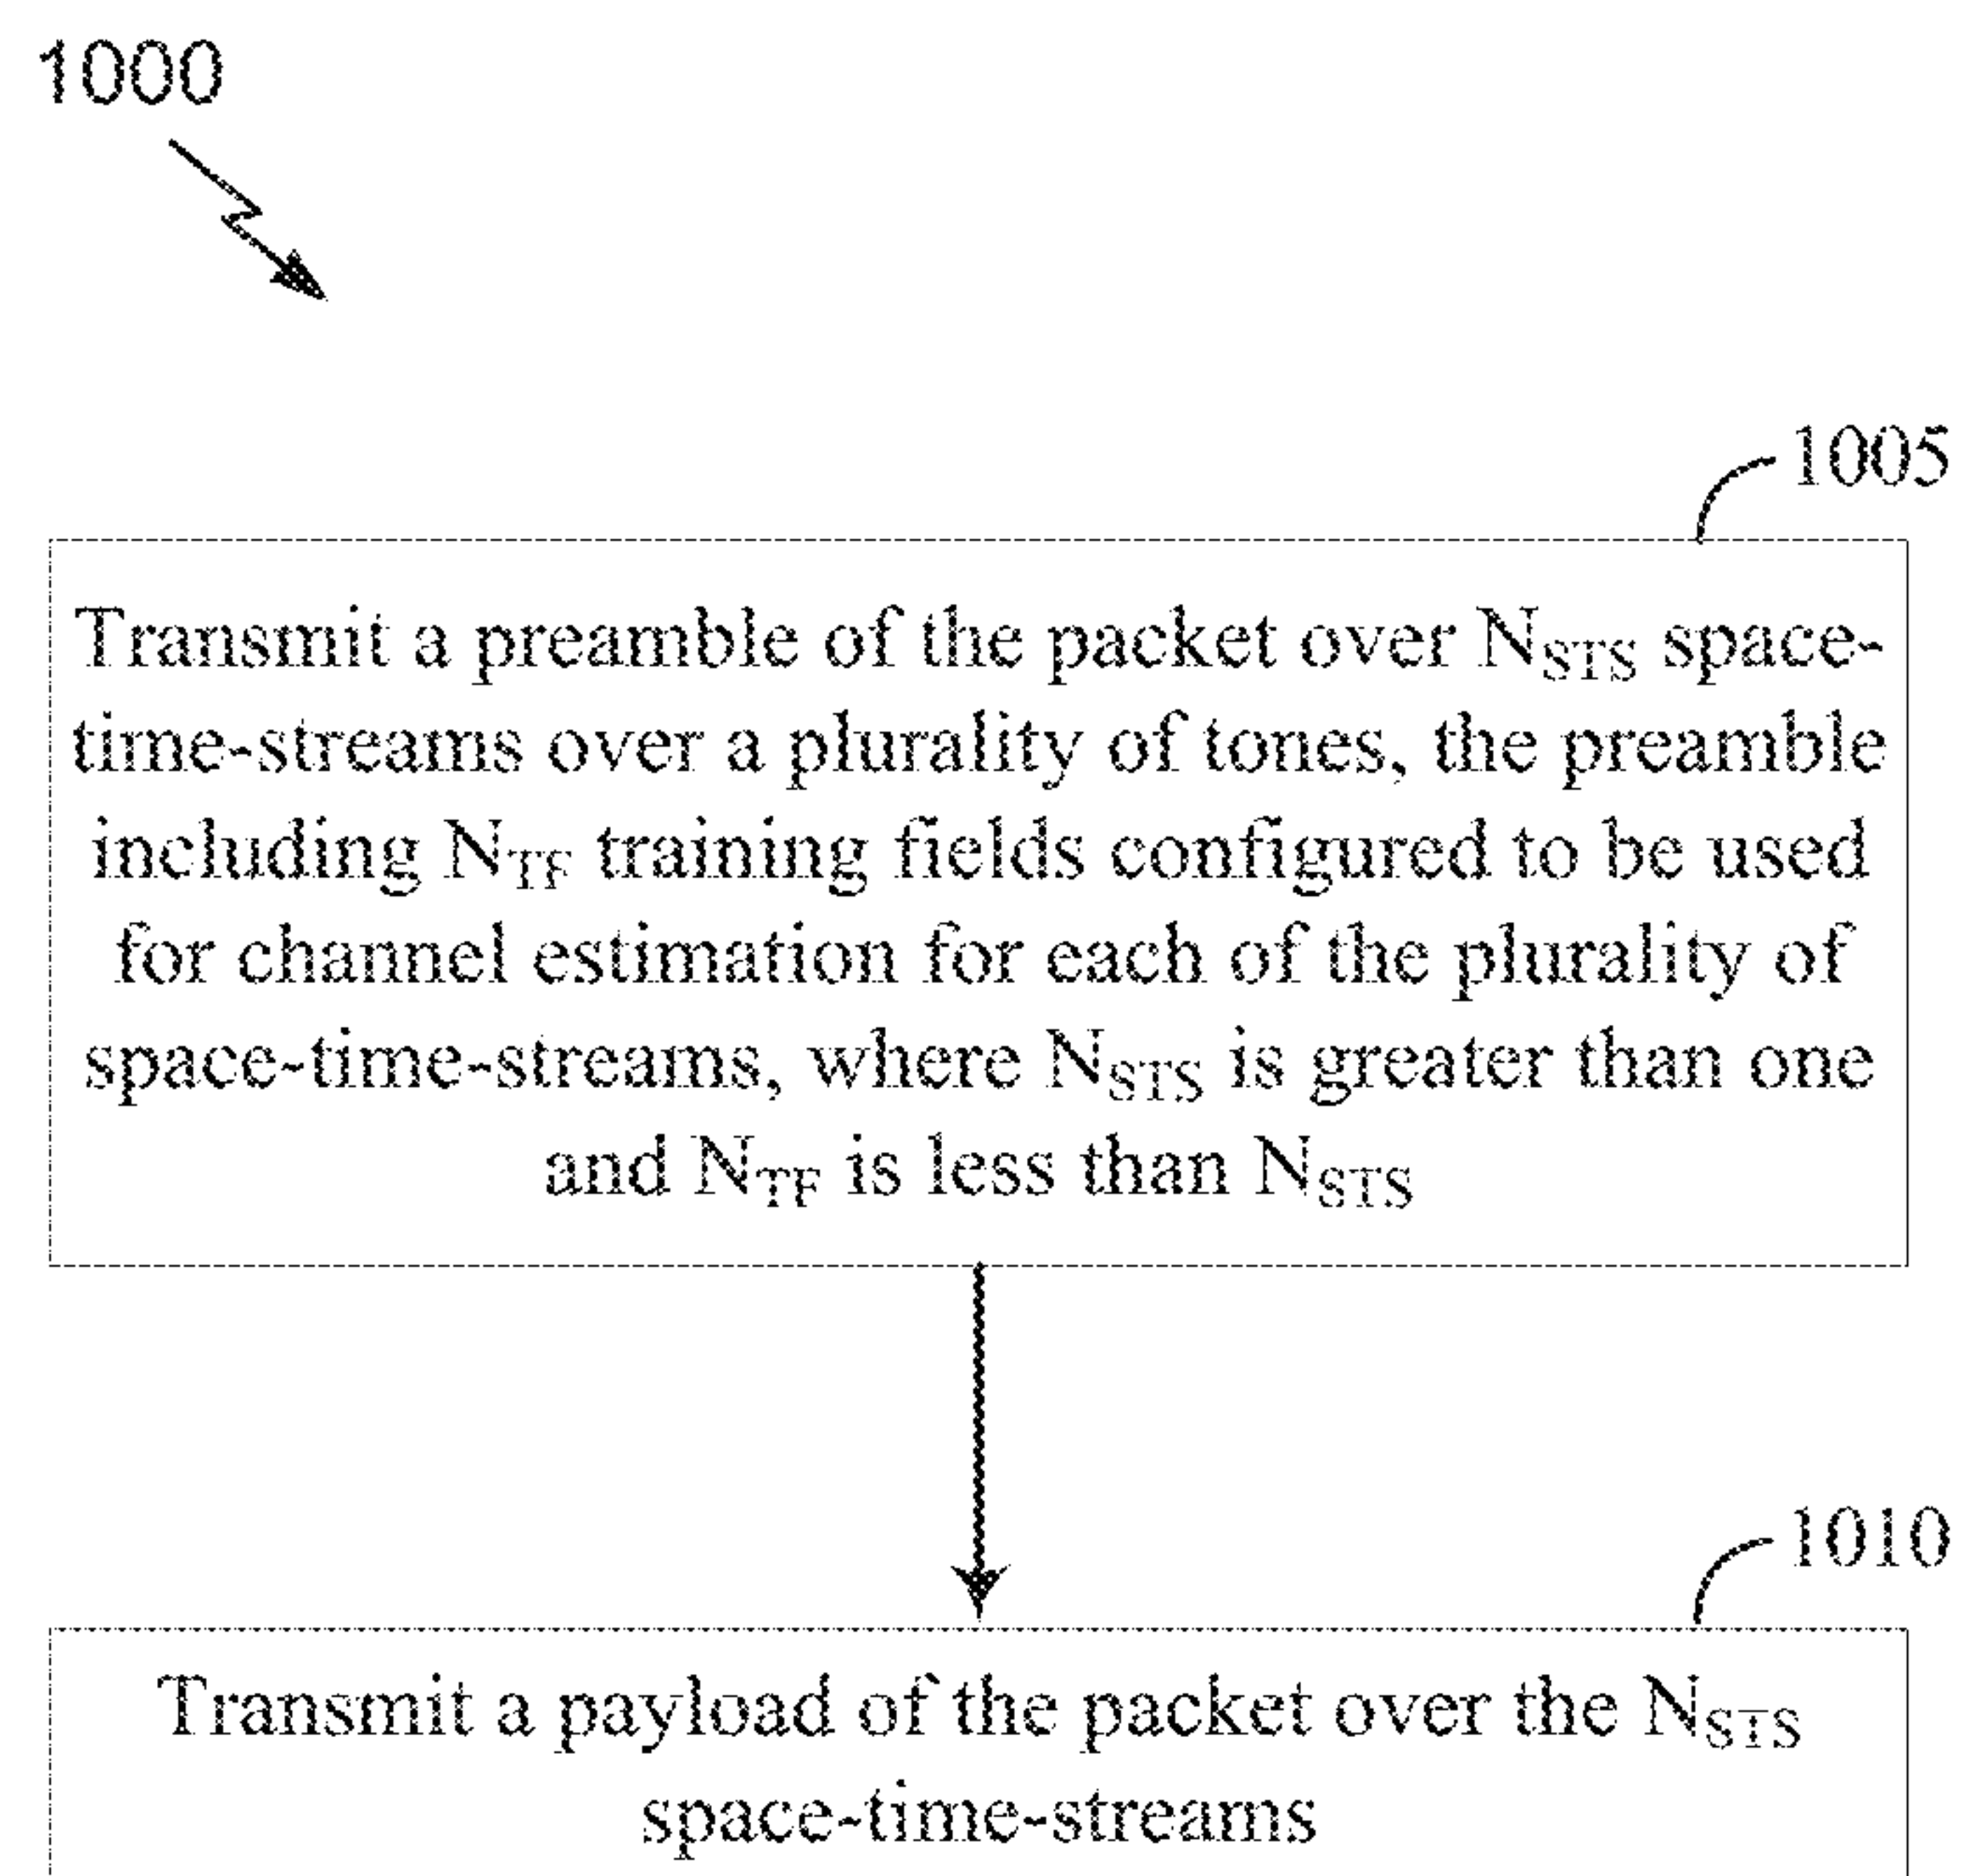 1000
1005
Transmit a preamble of the packet over NSTS space-
time-streams over a plurality of tones, the preamble
including NTF training fields configured to be used
for channel estimation for each of the plurality of
space-time-streams, where NSTS is greater than one
and NTF is less than NSTS
1010
Transmit a payload of the packet over the NSTS
space-time-streams